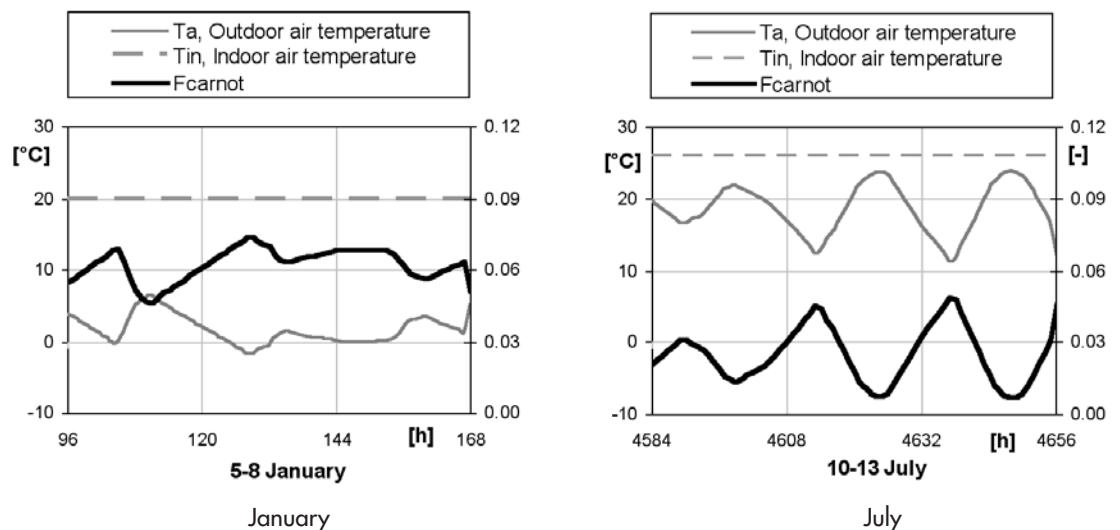 Ta, Outdoor air temperature
Tin, Indoor air temperature
Fcarnot
30
[°C]
20
10
0
-10
0.12
0.09
0.06
0.03
0.00
96
120
144
[h]
168
5-8 January
January
Ta, Outdoor air temperature
Tin, Indoor air temperature
Fcarnot
30
[°C]
20
10
0
-10
0.12
[-]
0.09
0.06
0.03
0.00
4584
4608
4632
[h]
4656
10-13 July
July